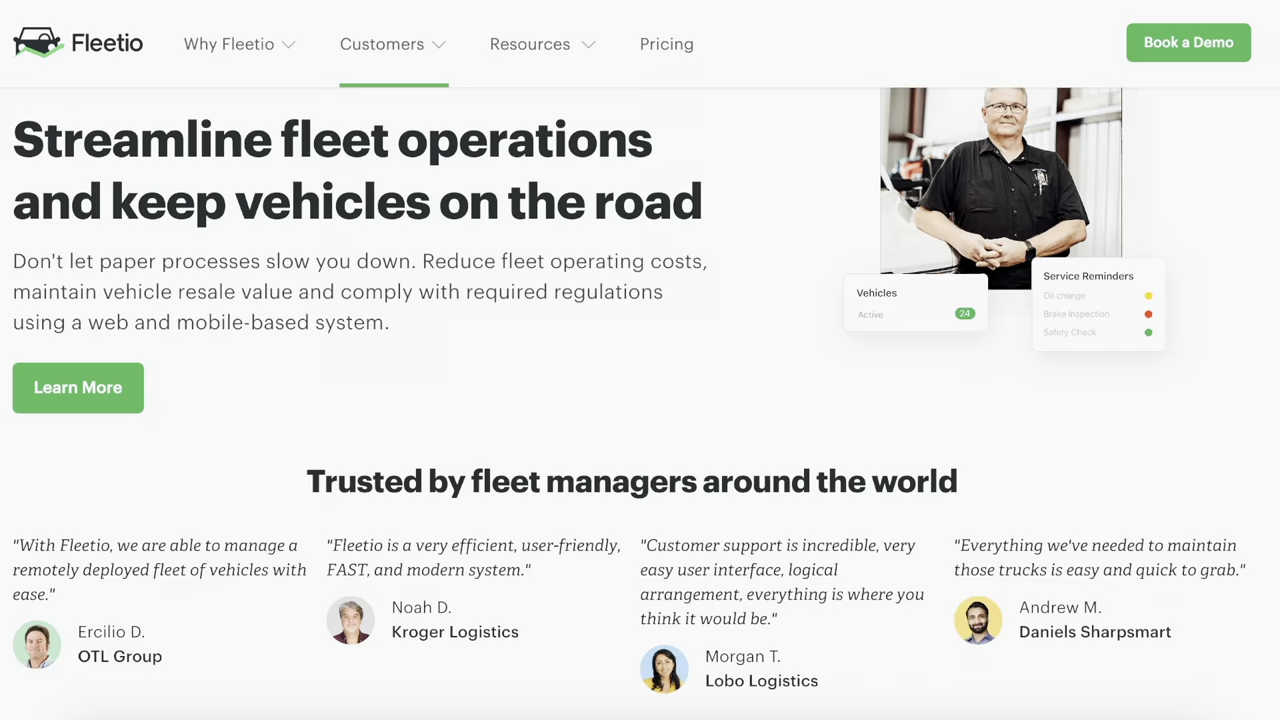 Fleetio
Why Fleetio
Customers
Resources
Pricing
Book a Demo
Streamline fleet operations
and keep vehicles on the road
Don't let paper processes slow you down. Reduce fleet operating costs,
maintain vehicle resale value and comply with required regulations
using a web and mobile-based system.
Learn More
Vehicles
Active 24
Service Reminders
Oil change
Brake Inspection
Safety Check
Trusted by fleet managers around the world
"With Fleetio, we are able to manage a
remotely deployed fleet of vehicles with
ease."
Ercilio D.
OTL Group
"Fleetio is a very efficient, user-friendly,
FAST, and modern system."
Noah D.
Kroger Logistics
"Customer support is incredible, very
easy user interface, logical
arrangement, everything is where you
think it would be."
Morgan T.
Lobo Logistics
"Everything we've needed to maintain
those trucks is easy and quick to grab."
Andrew M.
Daniels Sharpsmart